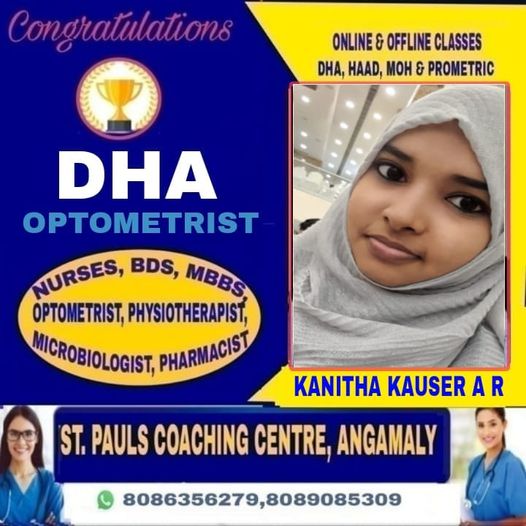 Congratulations
ONLINE & OFFLINE CLASSES
DHA, HAAD, MOH & PROMETRIC
DHA
OPTOMETRIST
NURSES, BDS, MBBS,
OPTOMETRIST, PHYSIOTHERAPIST,
MICROBIOLOGIST, PHARMACIST
KANITHA KAUSER A R
ST. PAULS COACHING CENTRE, ANGAMALY
8086356279,8089085309